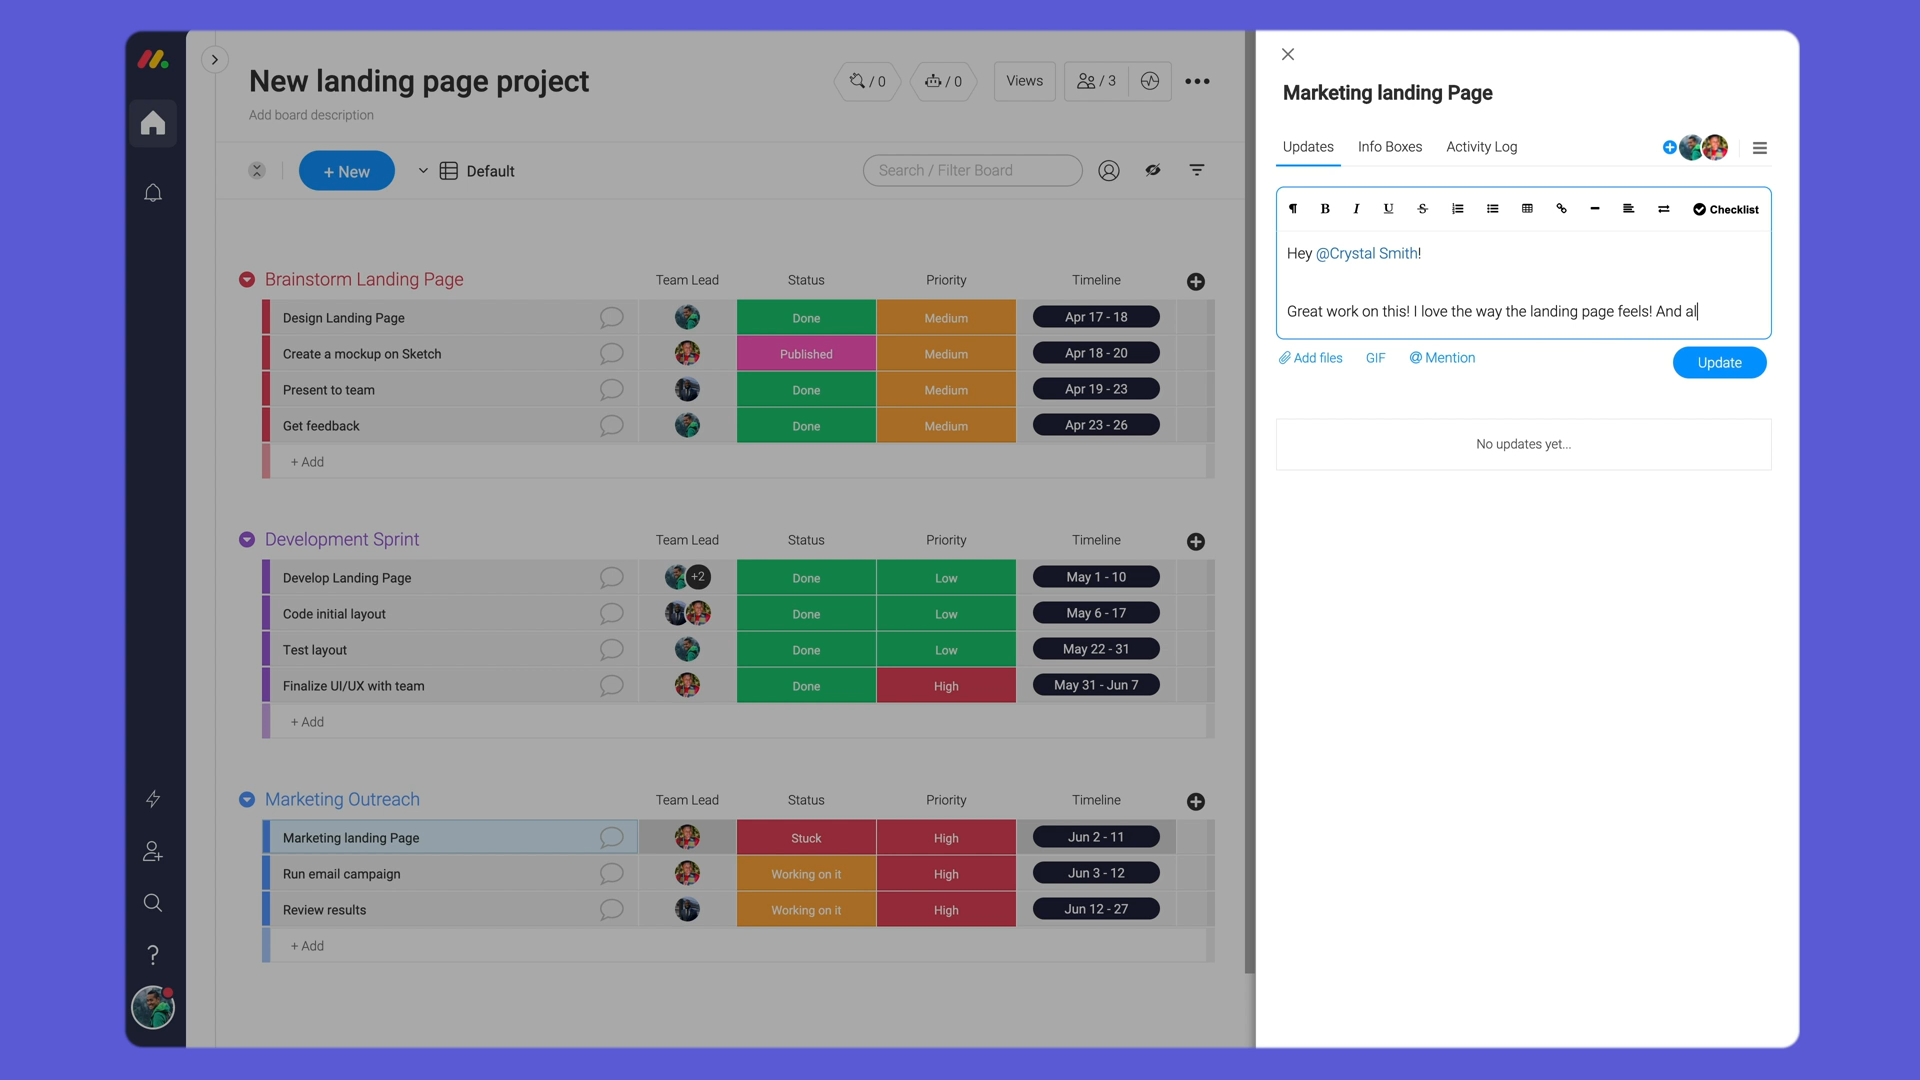 New landing page project
Add board description
/ 0
/ 0
Views
/ 3
+ New
Default
Search / Filter Board
Brainstorm Landing Page Team Lead Status Priority Timeline
Design Landing Page Done Medium Apr 17 - 18
Create a mockup on Sketch Published Medium Apr 18 - 20
Present to team Done Medium Apr 19 - 23
Get feedback Done Medium Apr 23 - 26
+ Add
Development Sprint Team Lead Status Priority Timeline
Develop Landing Page +2 Done Low May 1 - 10
Code initial layout Done Low May 6 - 17
Test layout Done Low May 22 - 31
Finalize UI/UX with team Done High May 31 - Jun 7
+ Add
Marketing Outreach Team Lead Status Priority Timeline
Marketing landing Page Stuck High Jun 2 - 11
Run email campaign Working on it High Jun 3 - 12
Review results Working on it High Jun 12 - 27
+ Add
Marketing landing Page
Updates Info Boxes Activity Log
B I U S Checklist
Hey @Crystal Smith!
Great work on this! I love the way the landing page feels! And al
Add files GIF @ Mention
Update
No updates yet...